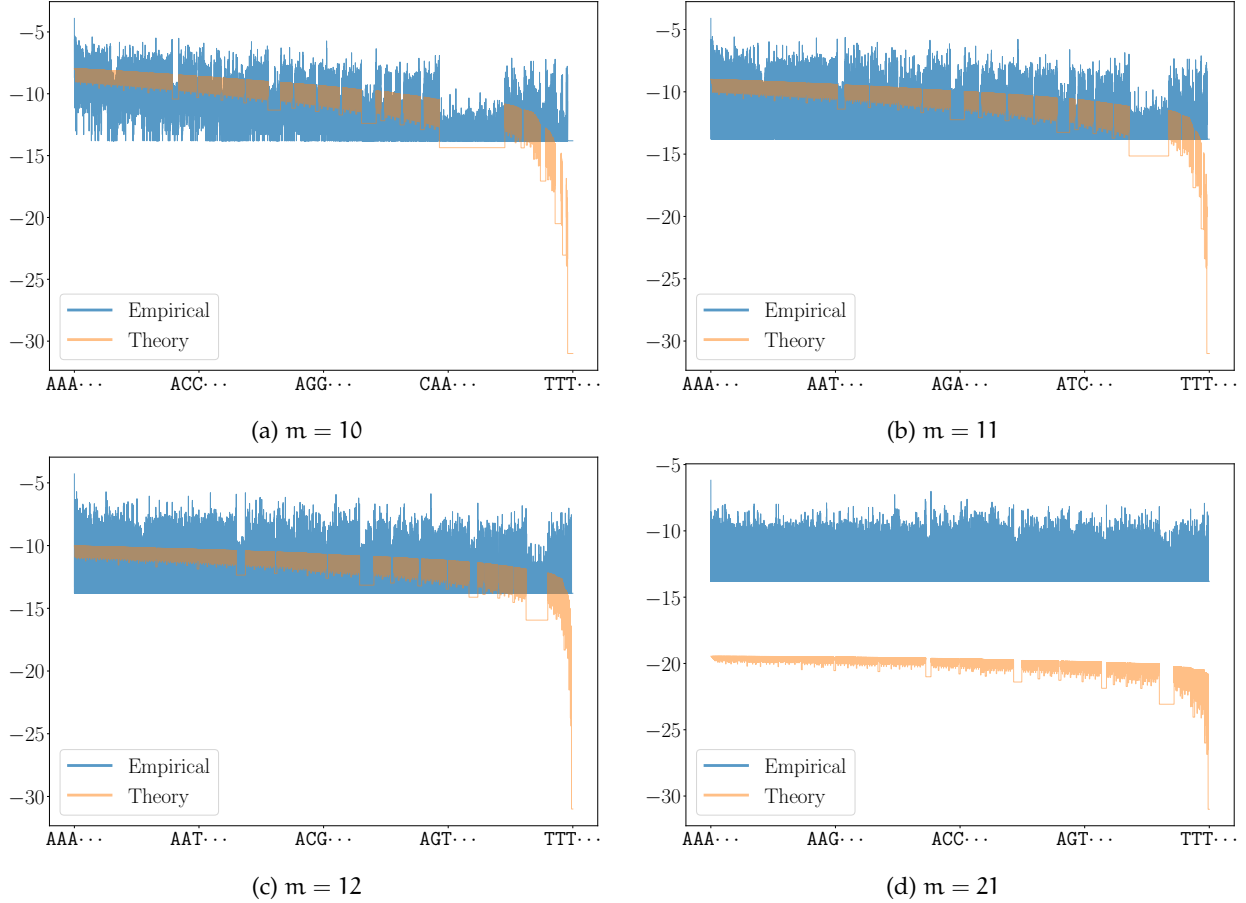 −5
−10
−15
−20
−25
−30
Empirical
Theory
AAA··· ACC··· AGG··· CAA··· TTT···
(a) m = 10
−5
−10
−15
−20
−25
−30
Empirical
Theory
AAA··· AAT··· AGA··· ATC··· TTT···
(b) m = 11
−5
−10
−15
−20
−25
−30
Empirical
Theory
AAA··· AAT··· ACG··· AGT··· TTT···
(c) m = 12
−5
−10
−15
−20
−25
−30
Empirical
Theory
AAA··· AAG··· ACC··· AGT··· TTT···
(d) m = 21